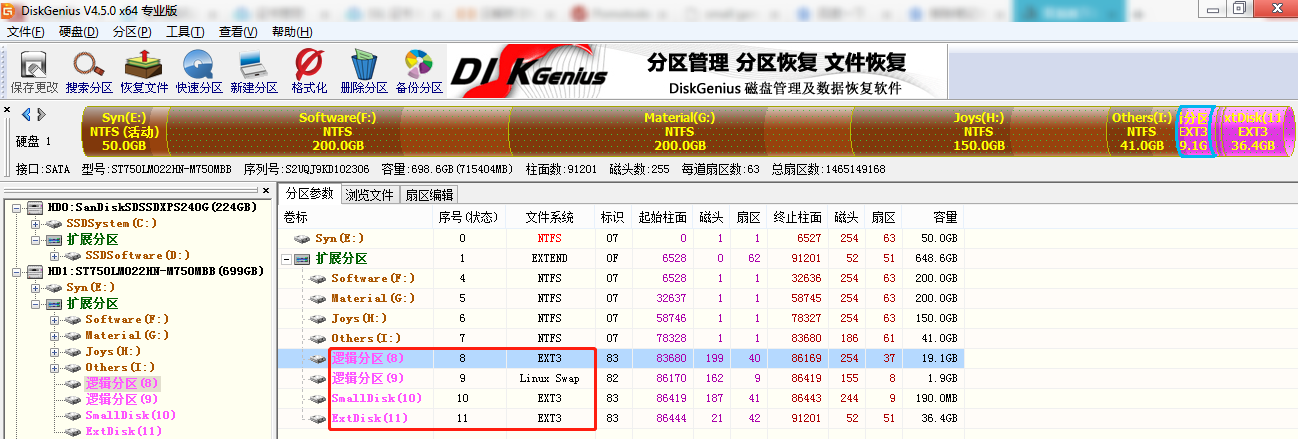 DiskGenius V4.5.0 x64 专业版
文件(F) 硬盘(D) 分区(P) 工具(T) 查看(V) 帮助(H)
保存更改 搜索分区 恢复文件 快速分区 新建分区 格式化 删除分区 备份分区
DISKGenius
分区管理 分区恢复 文件恢复
DiskGenius 磁盘管理及数据恢复软件
硬盘 1
Syn(E:) Software(F:) Material(G:) Joys(H:) Others(I:) 分区 xtDisk(11
NTFS (活动) NTFS NTFS NTFS NTFS EXT3 EXT3
50.0GB 200.0GB 200.0GB 150.0GB 41.0GB 9.1G 36.4GB
接口:SATA 型号:ST750LM022HN-M750MBB 序列号:S2VQJ9KD102306 容量:698.6GB(715404MB) 柱面数:91201 磁头数:255 每道扇区数:63 总扇区数:1465149168
HD0:SanDiskSDSSDXPS240G(224GB)
SSDSystem(C:)
扩展分区
SSDSoftware(D:)
HD1:ST750LM022HN-M750MBB(699GB)
Syn(E:)
扩展分区
Software(F:)
Material(G:)
Joys(H:)
Others(I:)
逻辑分区(8)
逻辑分区(9)
SmallDisk(10)
ExtDisk(11)
分区参数 浏览文件 扇区编辑
卷标 序号(状态) 文件系统 标识 起始柱面 磁头 扇区 终止柱面 磁头 扇区 容量
Syn(E:) 0 NTFS 07 0 1 1 6527 254 63 50.0GB
扩展分区 1 EXTEND 0F 6528 0 62 91201 52 51 648.6GB
Software(F:) 4 NTFS 07 6528 1 1 32636 254 63 200.0GB
Material(G:) 5 NTFS 07 32637 1 1 58745 254 63 200.0GB
Joys(H:) 6 NTFS 07 58746 1 1 78327 254 63 150.0GB
Others(I:) 7 NTFS 07 78328 1 1 83680 186 61 41.0GB
逻辑分区(8) 8 EXT3 83 83680 199 40 86169 254 37 19.1GB
逻辑分区(9) 9 Linux Swap 82 86170 162 9 86419 155 8 1.9GB
SmallDisk(10) 10 EXT3 83 86419 187 41 86443 244 9 190.0MB
ExtDisk(11) 11 EXT3 83 86444 21 42 91201 52 51 36.4GB